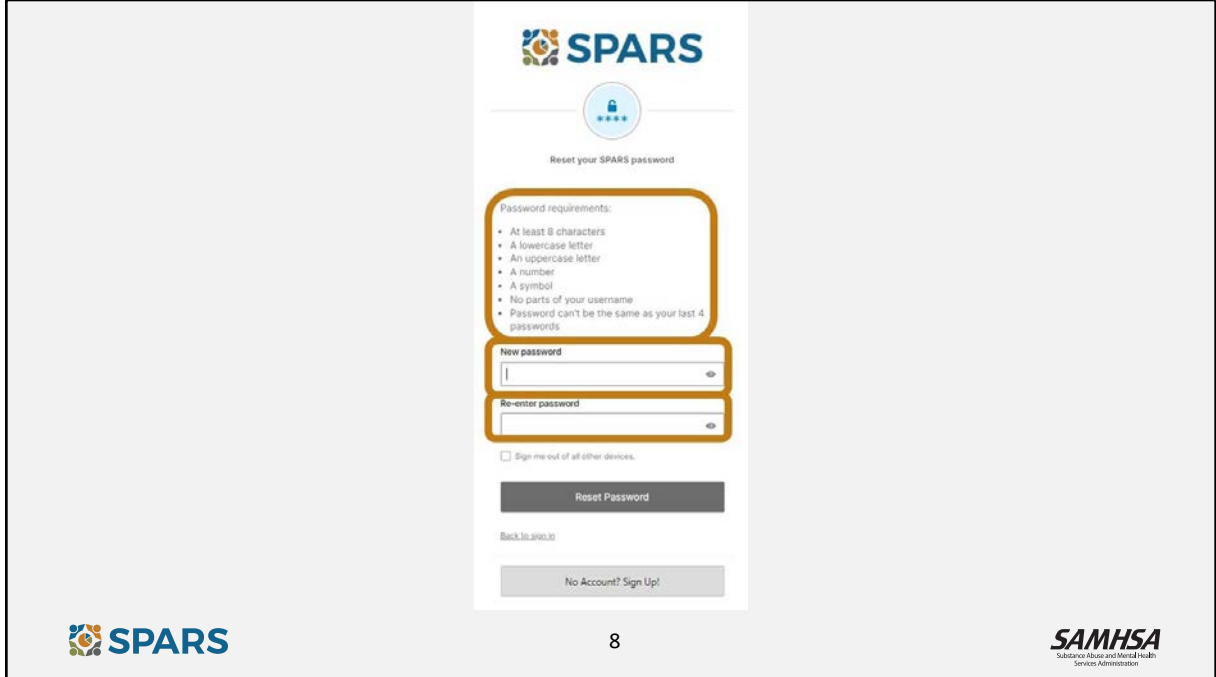 SPARS
****
Reset your SPARS password
Password requirements:
• At least 8 characters
• A lowercase letter
• An uppercase letter
• A number
• A symbol
• No parts of your username
• Password can't be the same as your last 4
passwords
New password
Re-enter password
Sign me out of all other devices.
Reset Password
Back to sign in
No Account? Sign Up!
SPARS
8
SAMHSA
Substance Abuse and Mental Health
Services Administration